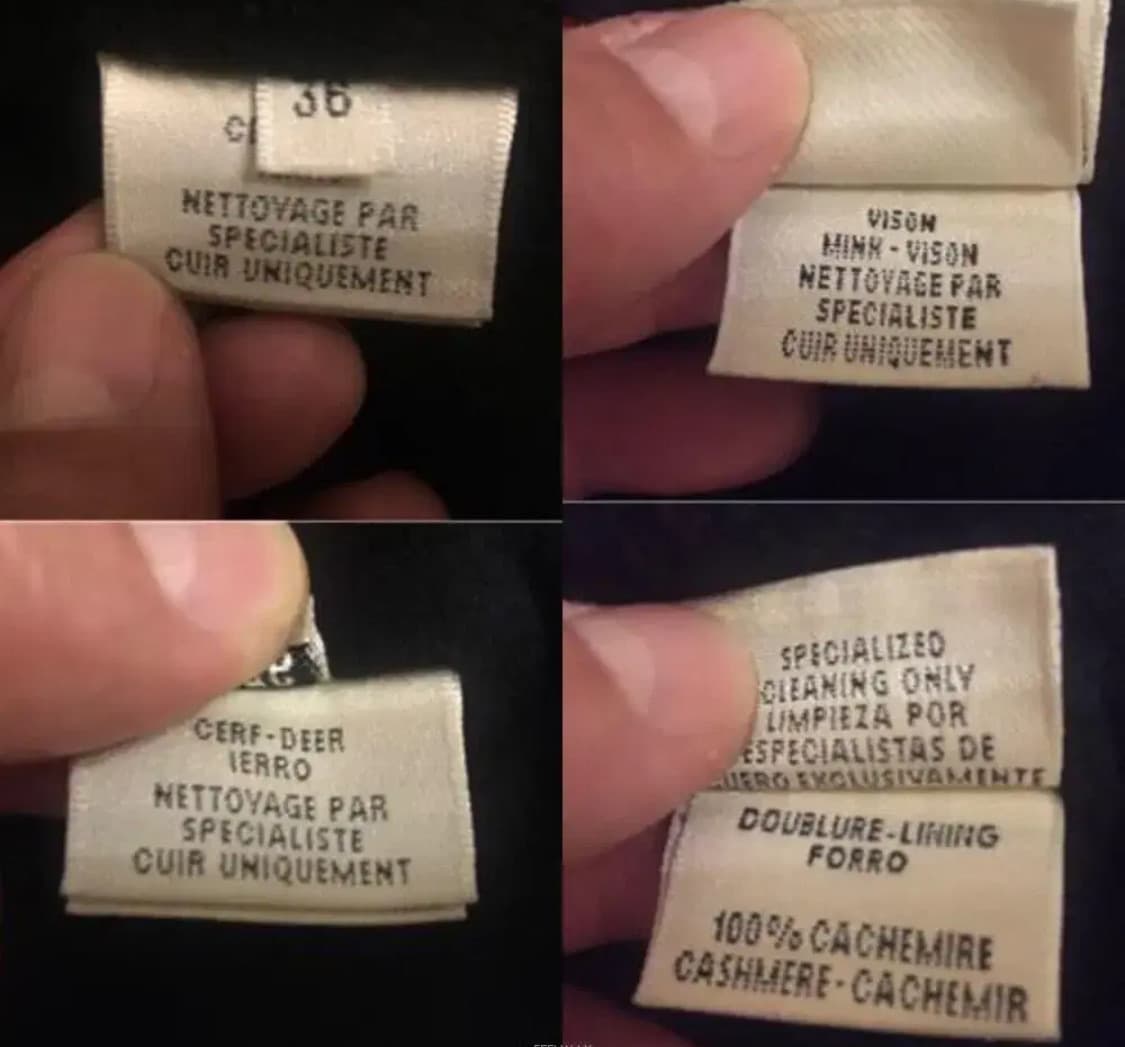 36
NETTOYAGE PAR
SPECIALISTE
CUIR UNIQUEMENT
VISON
MINK - VISON
NETTOYAGE PAR
SPECIALISTE
CUIR UNIQUEMENT
CERF-DEER
IERRO
NETTOYAGE PAR
SPECIALISTE
CUIR UNIQUEMENT
SPECIALIZED
CLEANING ONLY
LIMPIEZA POR
ESPECIALISTAS DE
EXCLUSIVAMENTE
DOUBLURE-LINING
FORRO
100% CACHEMIRE
CASHMERE-CACHEMIR